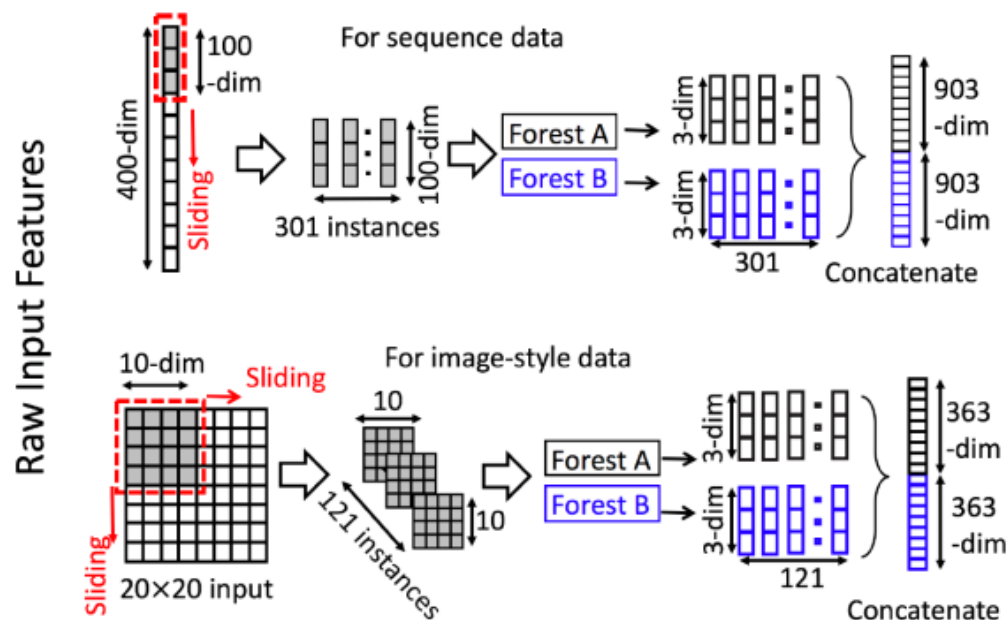 Raw Input Features
For sequence data
400-dim
100
-dim
Sliding
301 instances
100-dim
Forest A
Forest B
3-dim
3-dim
301
903
-dim
903
-dim
Concatenate
For image-style data
10-dim
Sliding
Sliding
20×20 input
10
10
121 instances
Forest A
Forest B
3-dim
3-dim
121
363
-dim
363
-dim
Concatenate